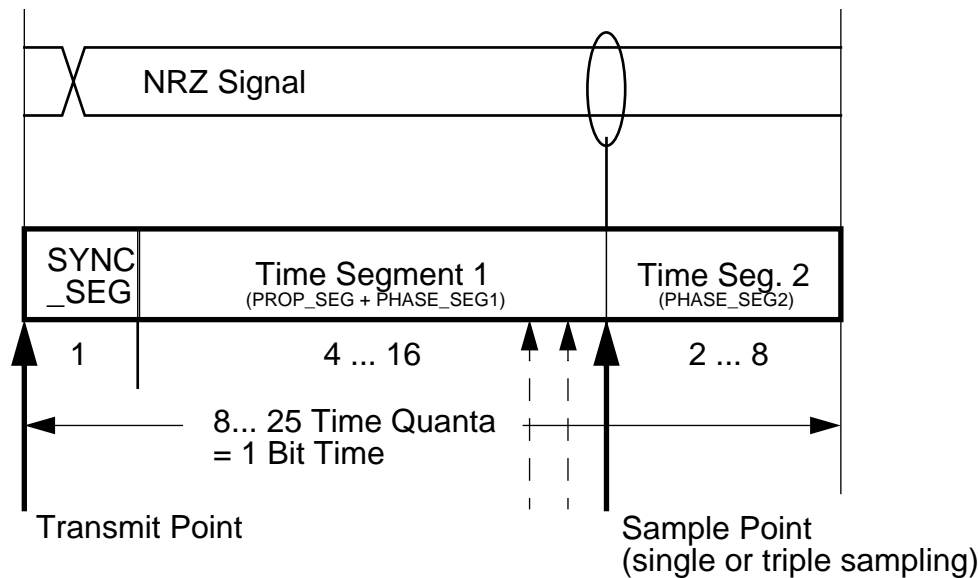 NRZ Signal
SYNC
_SEG
Time Segment 1
(PROP_SEG + PHASE_SEG1)
Time Seg. 2
(PHASE_SEG2)
1
4 ... 16
2 ... 8
8... 25 Time Quanta
= 1 Bit Time
Transmit Point
Sample Point
(single or triple sampling)